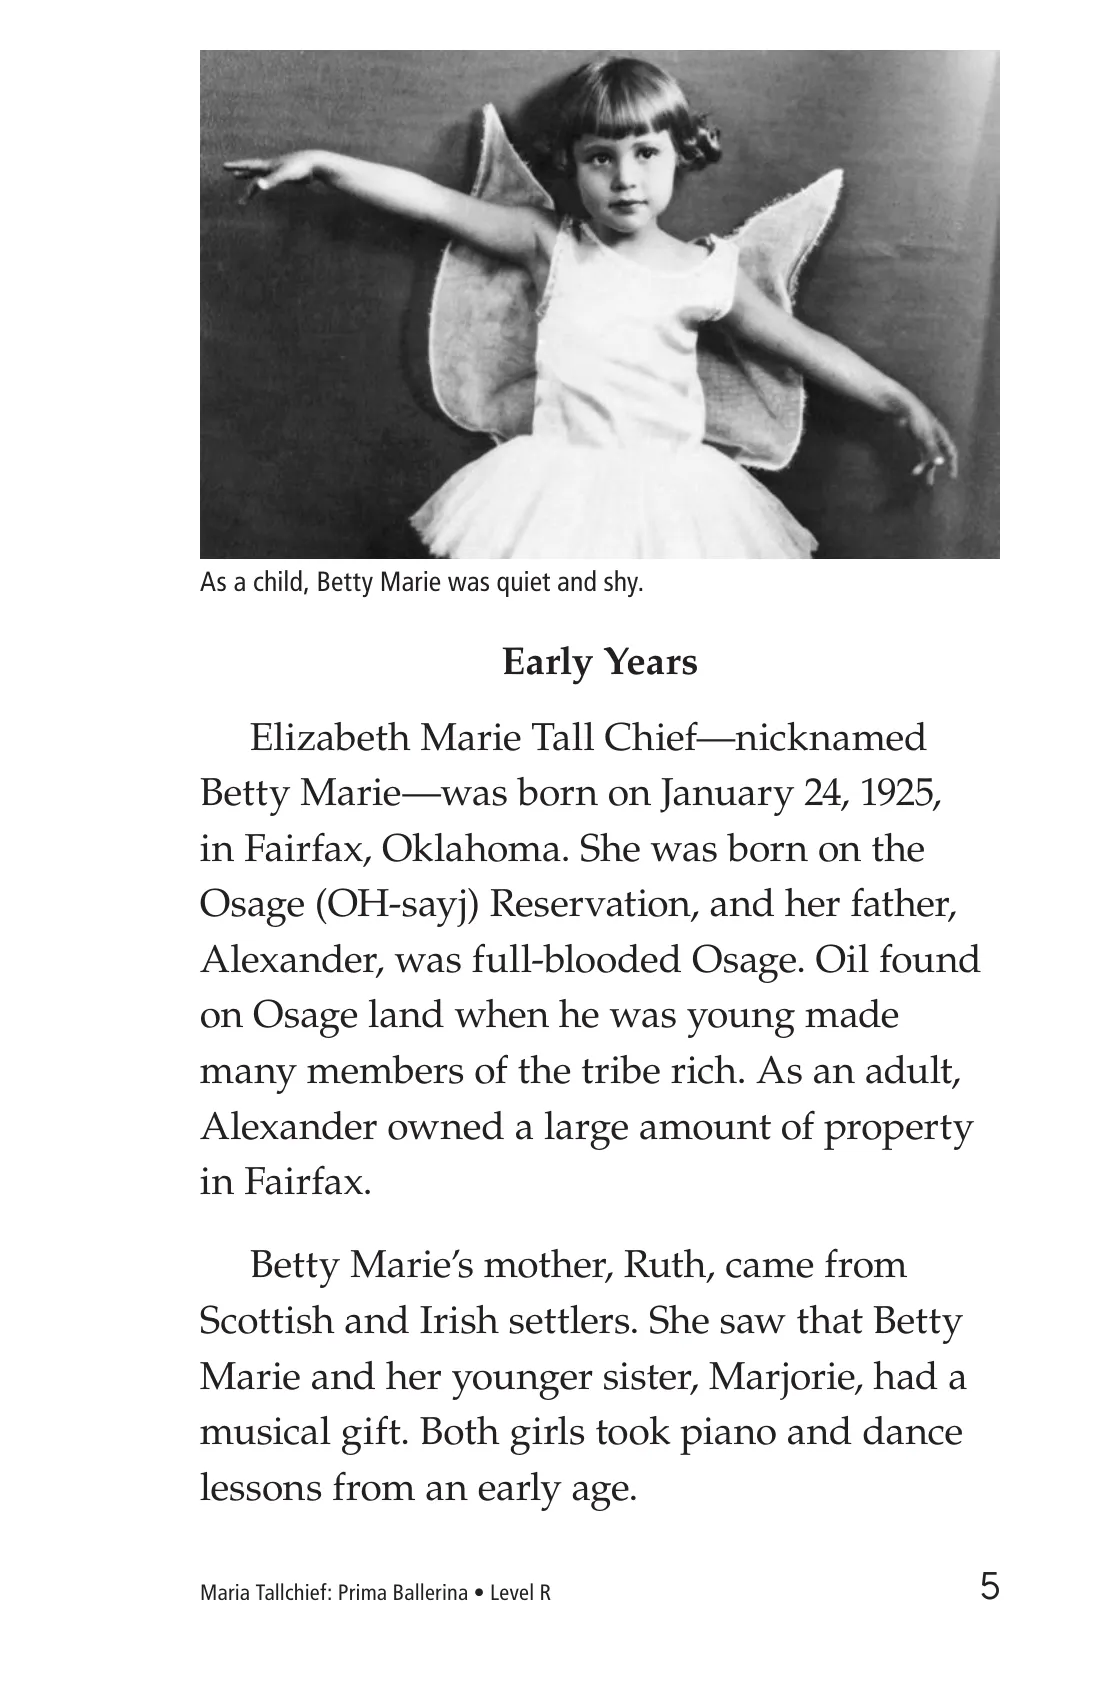 As a child, Betty Marie was quiet and shy.
Early Years
Elizabeth Marie Tall Chief—nicknamed
Betty Marie—was born on January 24, 1925,
in Fairfax, Oklahoma. She was born on the
Osage (OH-sayj) Reservation, and her father,
Alexander, was full-blooded Osage. Oil found
on Osage land when he was young made
many members of the tribe rich. As an adult,
Alexander owned a large amount of property
in Fairfax.
Betty Marie’s mother, Ruth, came from
Scottish and Irish settlers. She saw that Betty
Marie and her younger sister, Marjorie, had a
musical gift. Both girls took piano and dance
lessons from an early age.
Maria Tallchief: Prima Ballerina • Level R 5